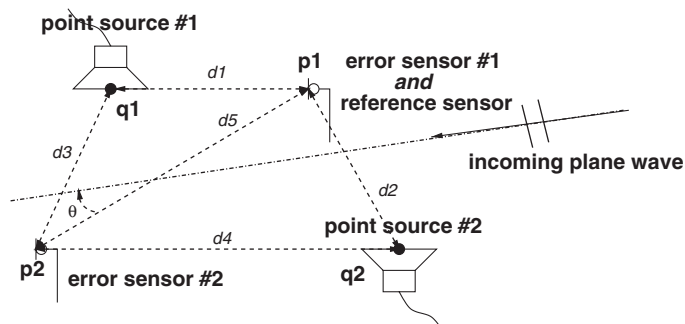 point source #1
p1
error sensor #1
and
reference sensor
d1
q1
d5
d3
incoming plane wave
d2
θ
point source #2
d4
p2
error sensor #2
q2